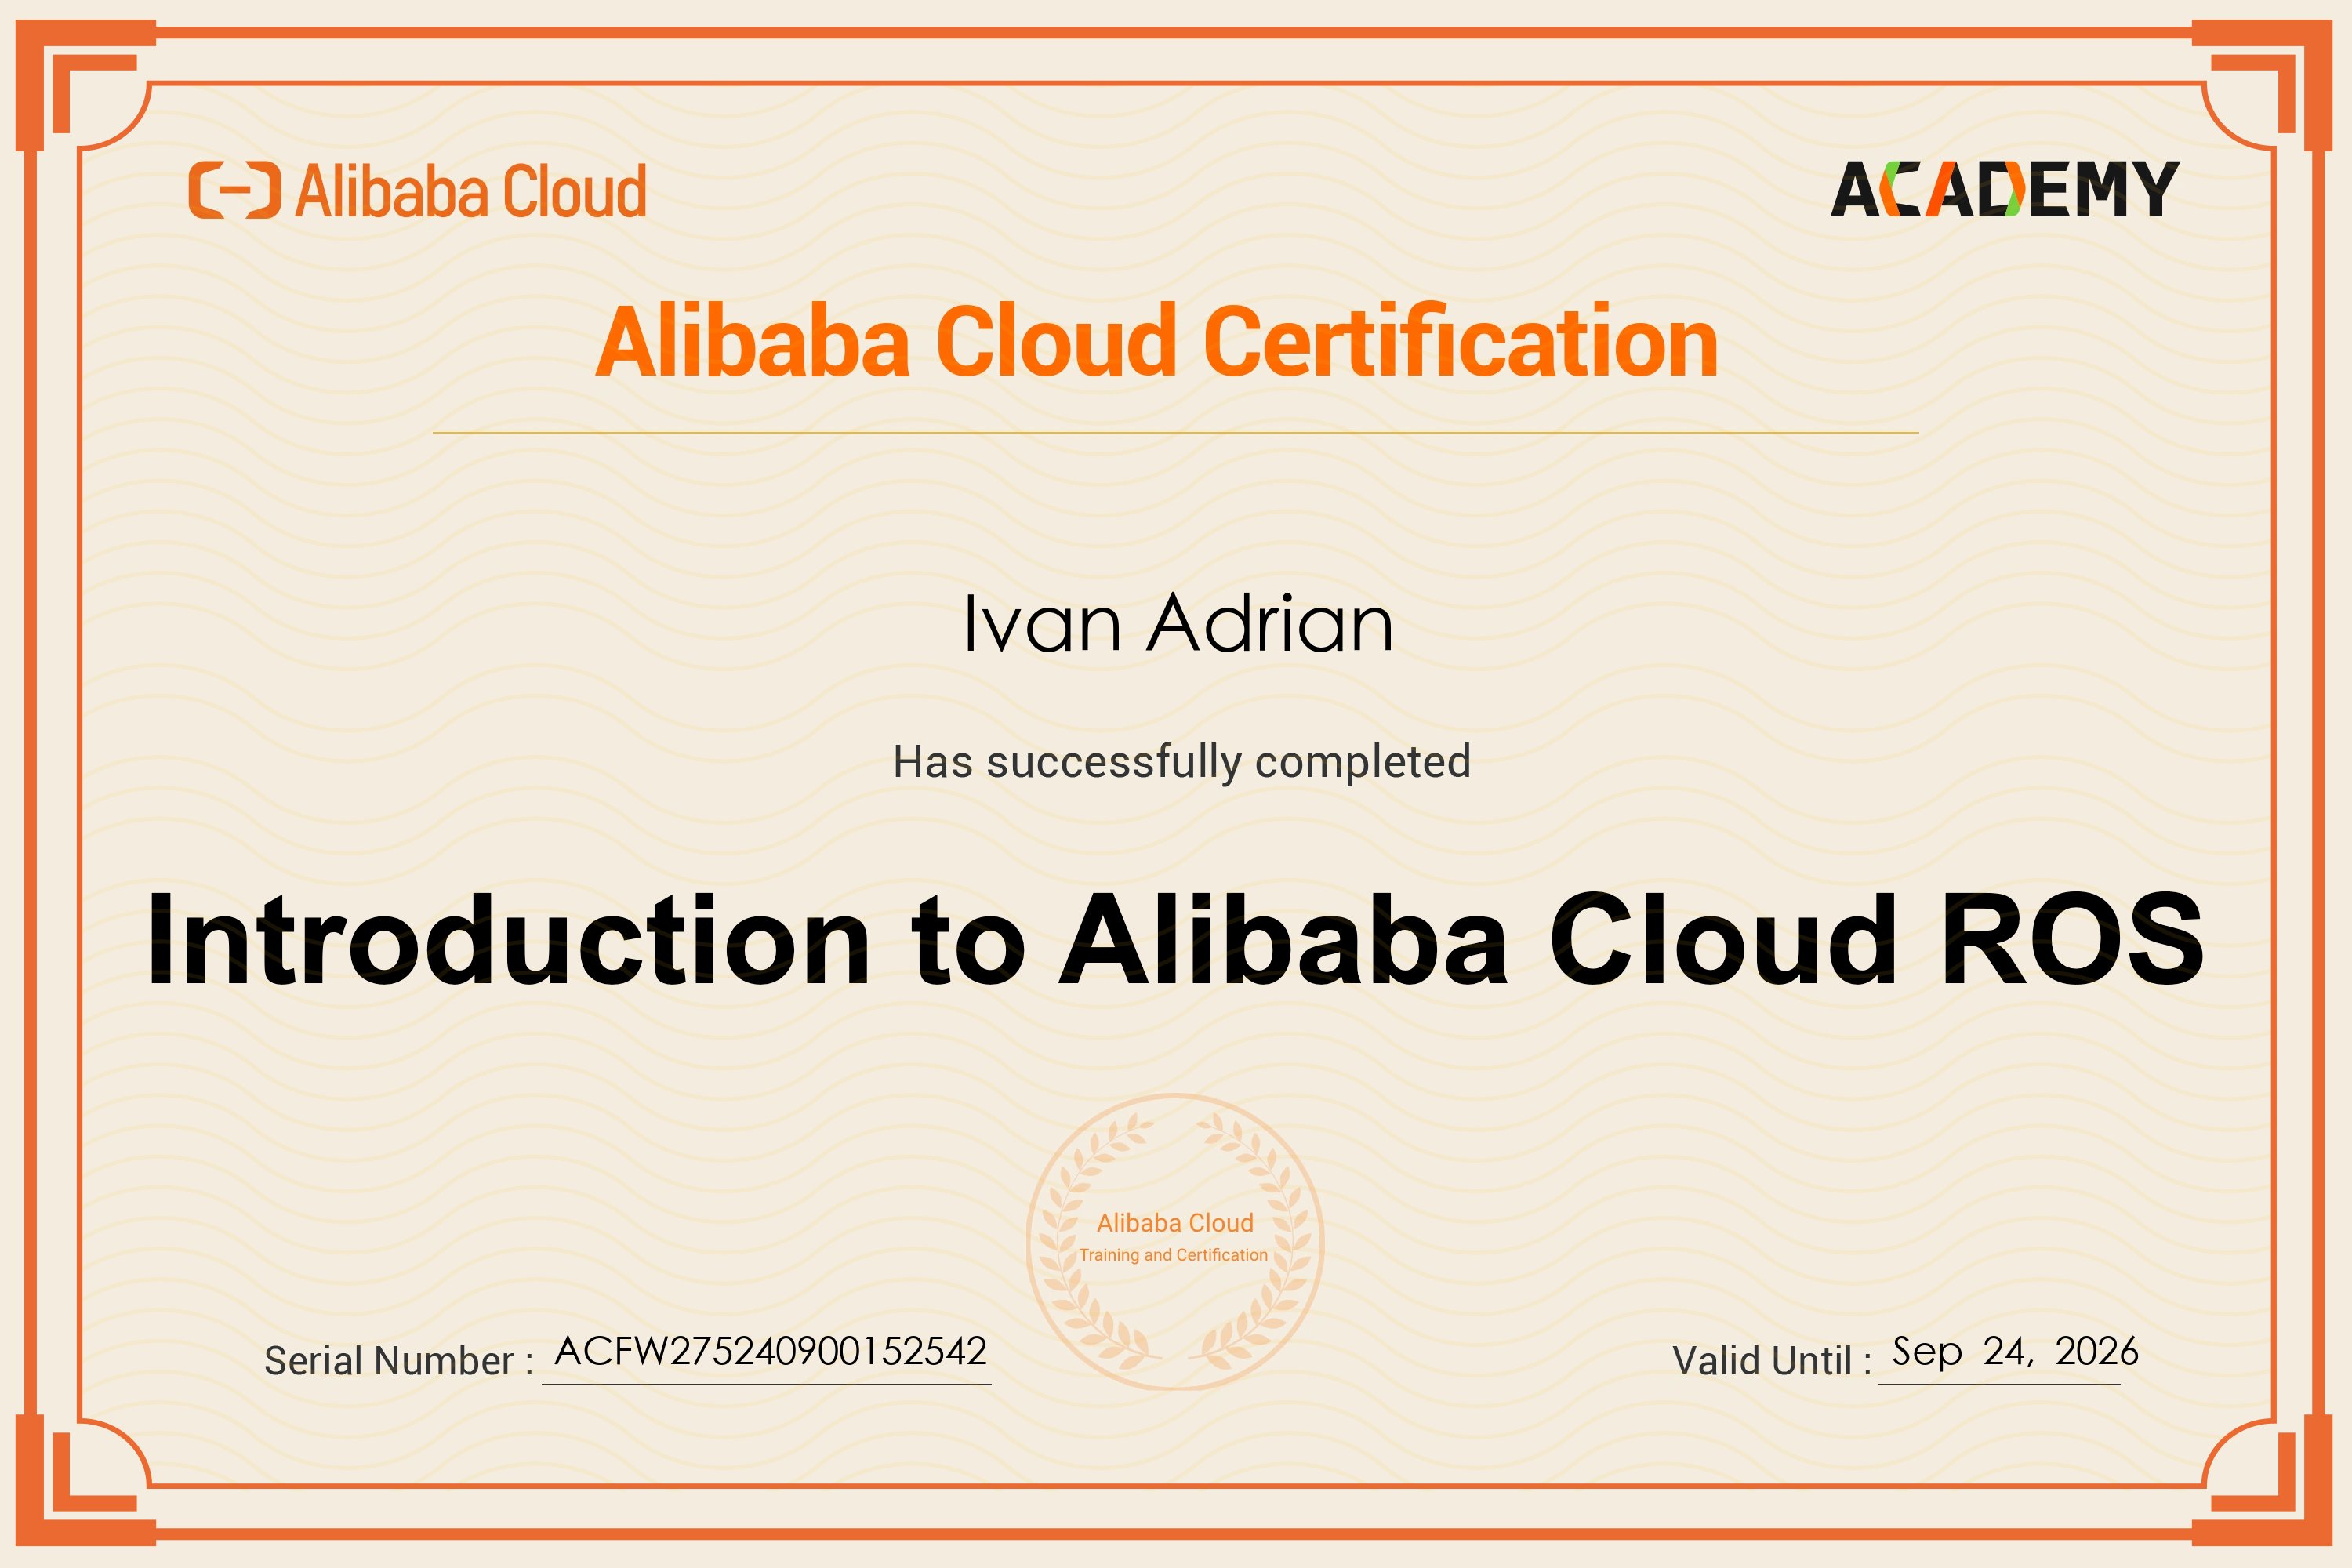 Alibaba Cloud
ACADEMY
Alibaba Cloud Certification
Ivan Adrian
Has successfully completed
Introduction to Alibaba Cloud ROS
Alibaba Cloud
Training and Certification
Serial Number : ACFW275240900152542
Valid Until : Sep 24, 2026